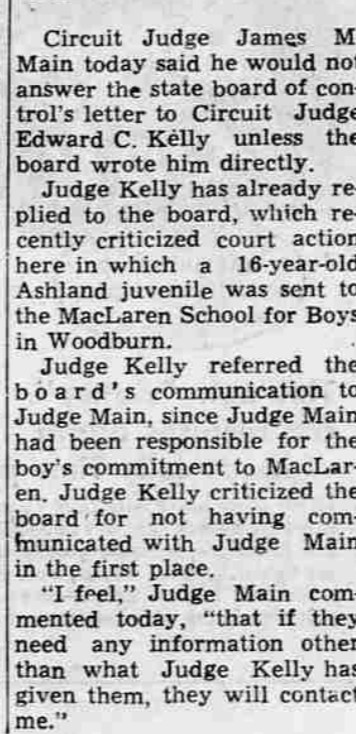 Circuit Judge James M
Main today said he would not
answer the state board of con-
trol's letter to Circuit Judge
Edward C. Kelly unless the
board wrote him directly.
Judge Kelly has already re-
plied to the board, which re-
cently criticized court action
here in which a 16-year-old
Ashland juvenile was sent to
the MacLaren School for Boys
in Woodburn.
Judge Kelly referred the
board's communication to
Judge Main, since Judge Main
had been responsible for the
boy's commitment to MacLar-
en. Judge Kelly criticized the
board for not having com-
municated with Judge Main
in the first place.
"I feel," Judge Main com-
mented today, "that if they
need any information other
than what Judge Kelly has
given them, they will contact
me."